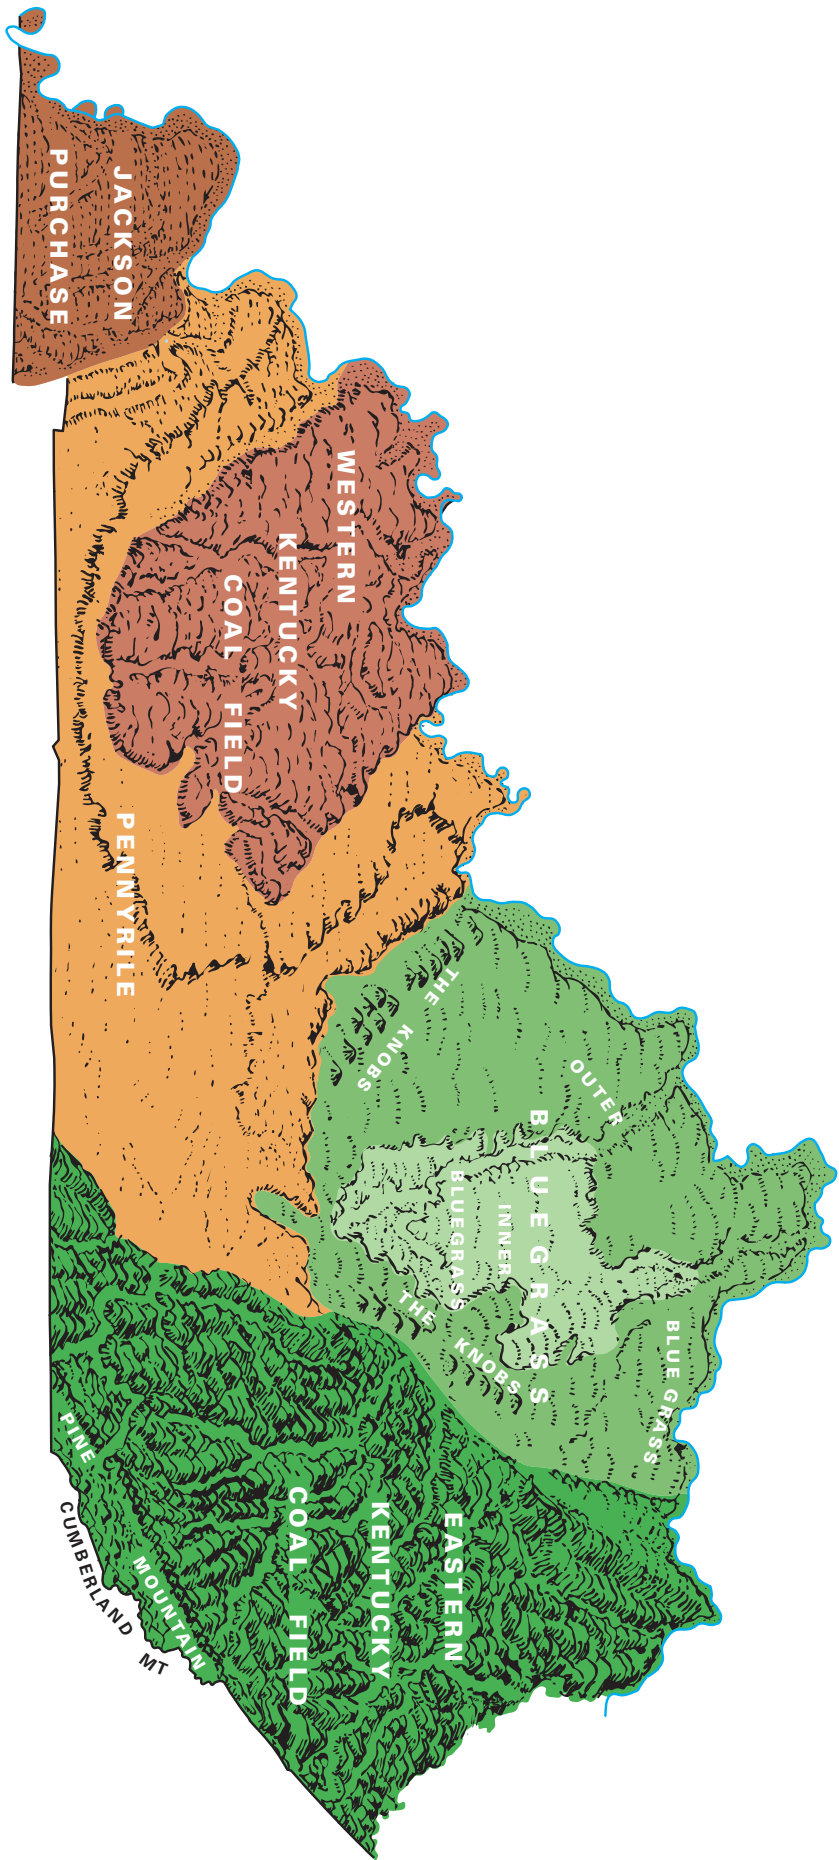 JACKSON
PURCHASE
WESTERN
KENTUCKY
COAL FIELD
PENNYRILE
THE KNOBS
OUTER
BLUE GRASS
BLUEGRASS
INNER
BLUEGRASS
THE KNOBS
EASTERN
KENTUCKY
COAL FIELD
PINE MOUNTAIN
CUMBERLAND MT